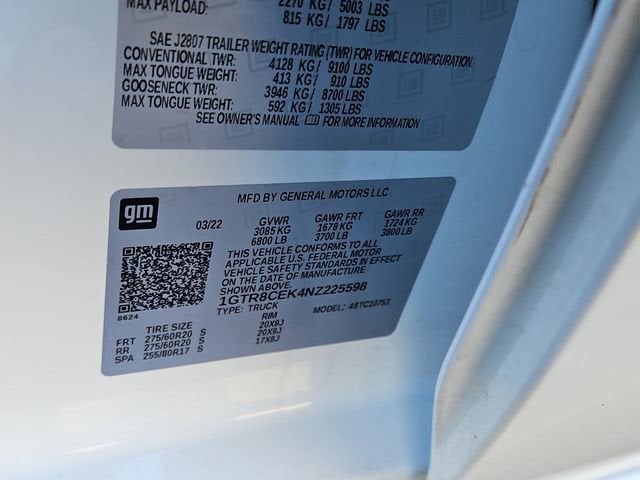 2270 KG / 5003 LBS
MAX PAYLOAD: 815 KG / 1797 LBS
SAE J2807 TRAILER WEIGHT RATING (TWR) FOR VEHICLE CONFIGURATION
CONVENTIONAL TWR: 4128 KG / 9100 LBS
MAX TONGUE WEIGHT: 413 KG / 910 LBS
GOOSENECK TWR: 3946 KG / 8700 LBS
MAX TONGUE WEIGHT: 592 KG / 1305 LBS
SEE OWNER'S MANUAL FOR MORE INFORMATION
gm
MFD BY GENERAL MOTORS LLC
03/22 GVWR GAWR FRT GAWR RR
3085 KG 1678 KG 1724 KG
6800 LB 3700 LB 3800 LB
THIS VEHICLE CONFORMS TO ALL
APPLICABLE U.S. FEDERAL MOTOR
VEHICLE SAFETY STANDARDS IN EFFECT
ON THE DATE OF MANUFACTURE
SHOWN ABOVE.
1GTR8CEK4NZ225598
TYPE: TRUCK MODEL: 48TC10753
8624
TIRE SIZE RIM
FRT 275/60R20 S 20X9J
RR 275/60R20 S 20X9J
SPA 255/80R17 S 17X8J